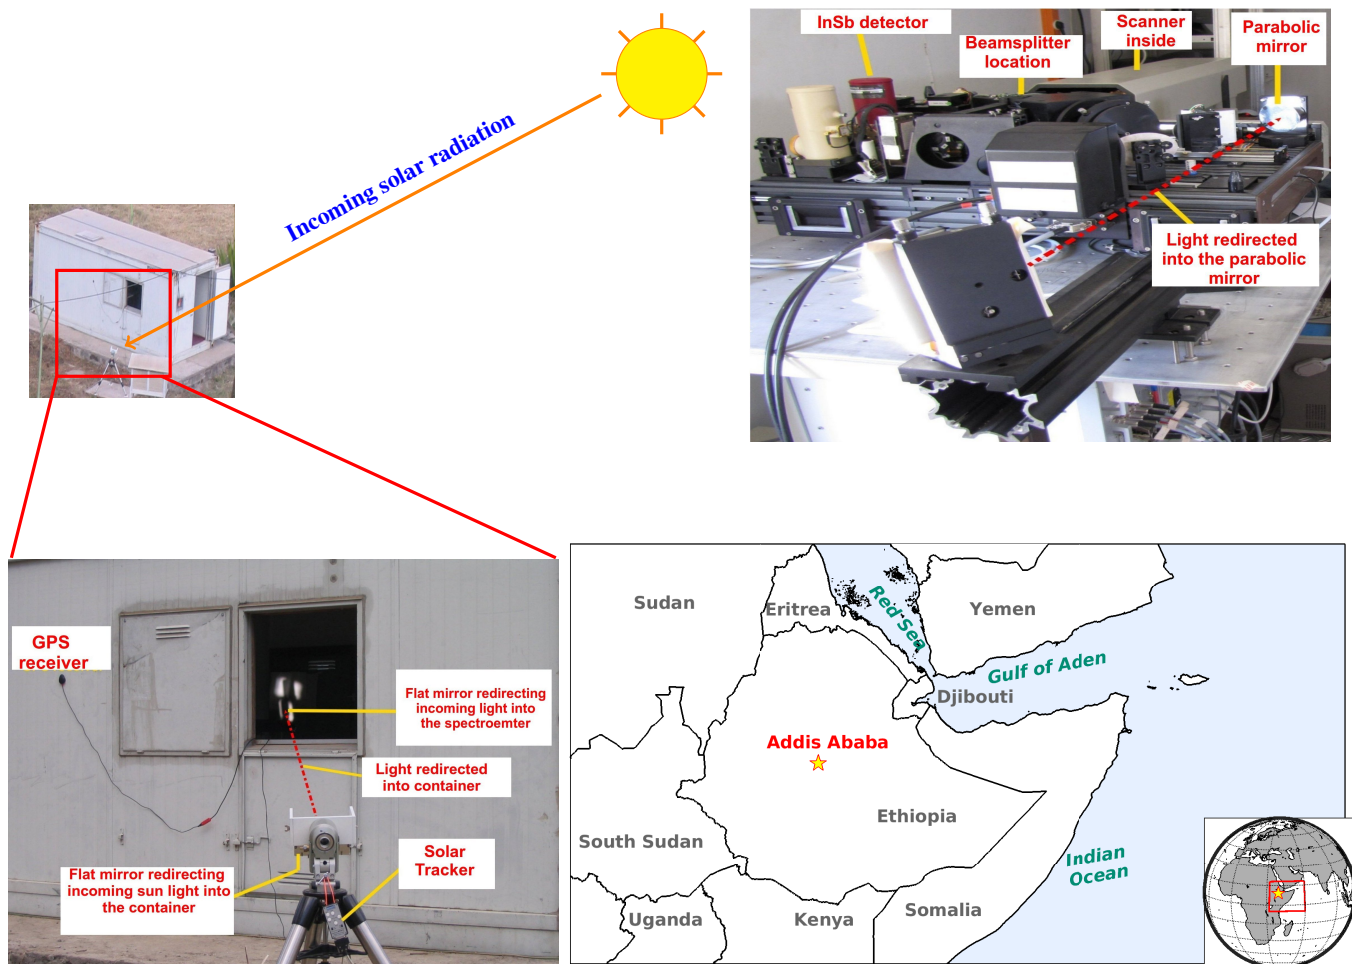 InSb detector
Beamsplitter
location
Scanner
inside
Parabolic
mirror
Incoming solar radiation
Light redirected
into the parabolic
mirror
GPS
receiver
Flat mirror redirecting
incoming light into
the spectroemter
Light redirected
into container
Solar
Tracker
Flat mirror redirecting
incoming sun light into
the container
Sudan
Eritrea
Red Sea
Yemen
Gulf of Aden
Djibouti
Addis Ababa
Ethiopia
South Sudan
Indian
Ocean
Uganda
Kenya
Somalia